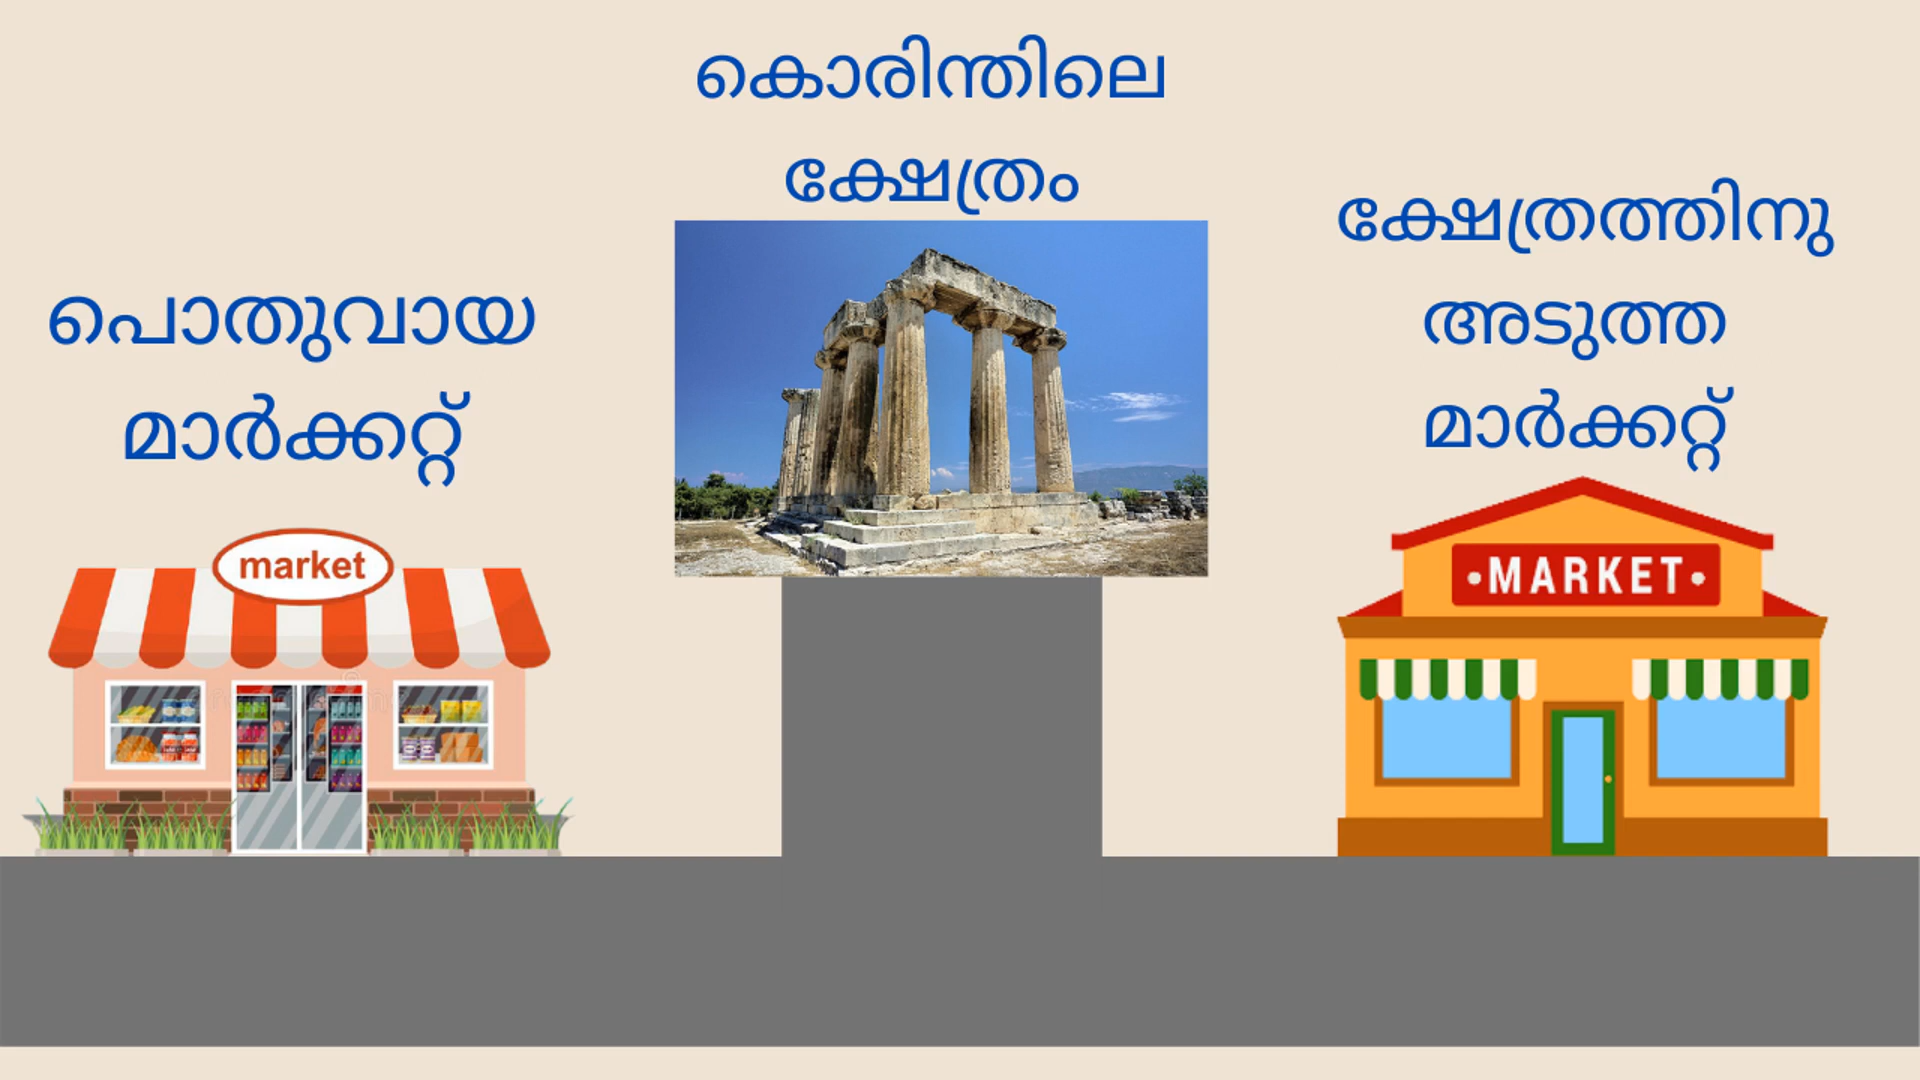 കൊരിന്തിലെ
ക്ഷേത്രം
പൊതുവായ
മാർക്കറ്റ്
ക്ഷേത്രത്തിനു
അടുത്ത
മാർക്കറ്റ്
market
•MARKET•